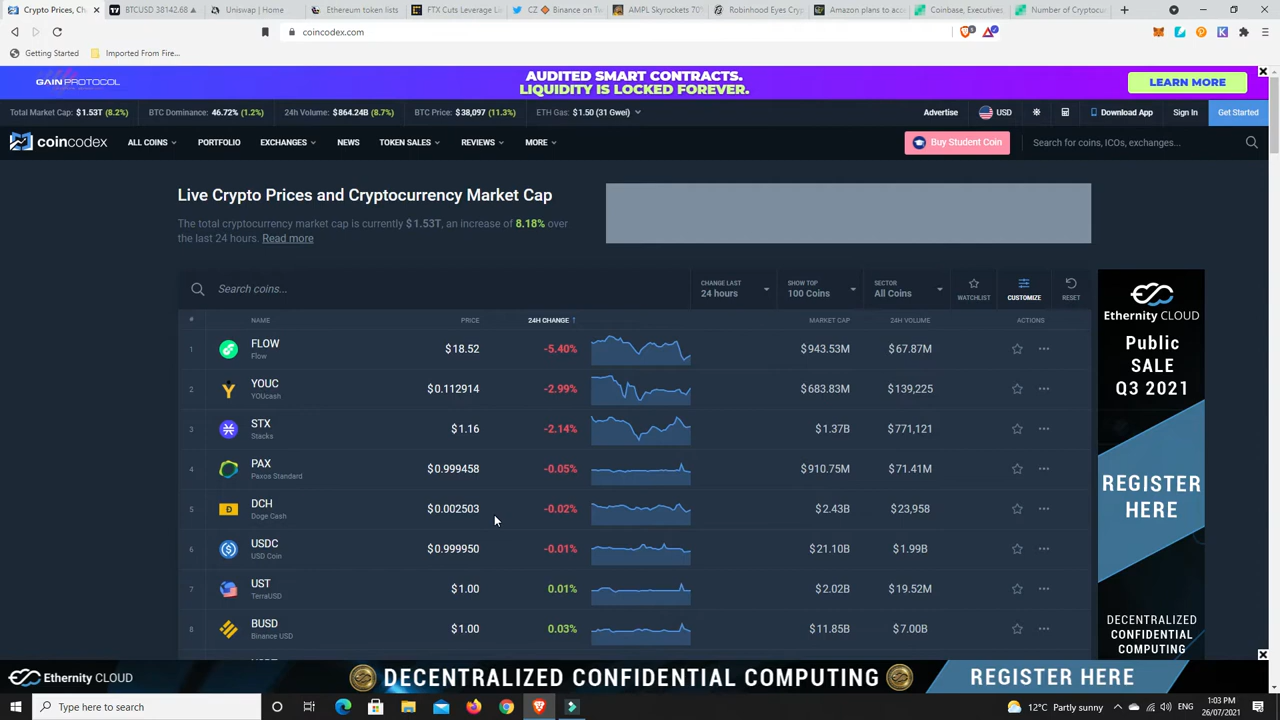 Crypto Prices, Ch
BTCUSD 38142.68
Uniswap | Home
Ethereum token lists
FTX Cuts Leverage Li
CZ Binance on Tw
AMPL Skyrockets 70%
Robinhood Eyes Cryp
Amazon plans to acce
Coinbase, Executives,
Number of Cryptocur
coincodex.com
Getting Started
Imported From Fire...
GAIN PROTOCOL
AUDITED SMART CONTRACTS.
LIQUIDITY IS LOCKED FOREVER.
LEARN MORE
Total Market Cap: $1.53T (8.2%)
BTC Dominance: 46.72% (1.2%)
24h Volume: $864.24B (8.7%)
BTC Price: $38,097 (11.3%)
ETH Gas: $1.50 (31 Gwei)
Advertise
USD
Download App
Sign In
Get Started
coincodex
ALL COINS
PORTFOLIO
EXCHANGES
NEWS
TOKEN SALES
REVIEWS
MORE
Buy Student Coin
Search for coins, ICOs, exchanges...
Live Crypto Prices and Cryptocurrency Market Cap
The total cryptocurrency market cap is currently $1.53T, an increase of 8.18% over
the last 24 hours. Read more
Search coins...
CHANGE LAST
24 hours
SHOW TOP
100 Coins
SECTOR
All Coins
WATCHLIST
CUSTOMIZE
RESET
# NAME PRICE 24H CHANGE ↑ MARKET CAP 24H VOLUME ACTIONS
1 FLOW $18.52 -5.40% $943.53M $67.87M
Flow
2 YOUC $0.112914 -2.99% $683.83M $139,225
YOUcash
3 STX $1.16 -2.14% $1.37B $771,121
Stacks
4 PAX $0.999458 -0.05% $910.75M $71.41M
Paxos Standard
5 DCH $0.002503 -0.02% $2.43B $23,958
Doge Cash
6 USDC $0.999950 -0.01% $21.10B $1.99B
USD Coin
7 UST $1.00 0.01% $2.02B $19.52M
TerraUSD
8 BUSD $1.00 0.03% $11.85B $7.00B
Binance USD
Ethernity CLOUD
Public
SALE
Q3 2021
REGISTER
HERE
DECENTRALIZED
CONFIDENTIAL
COMPUTING
Ethernity CLOUD
DECENTRALIZED CONFIDENTIAL COMPUTING
REGISTER HERE
Type here to search
12°C Partly sunny
ENG
1:03 PM
26/07/2021